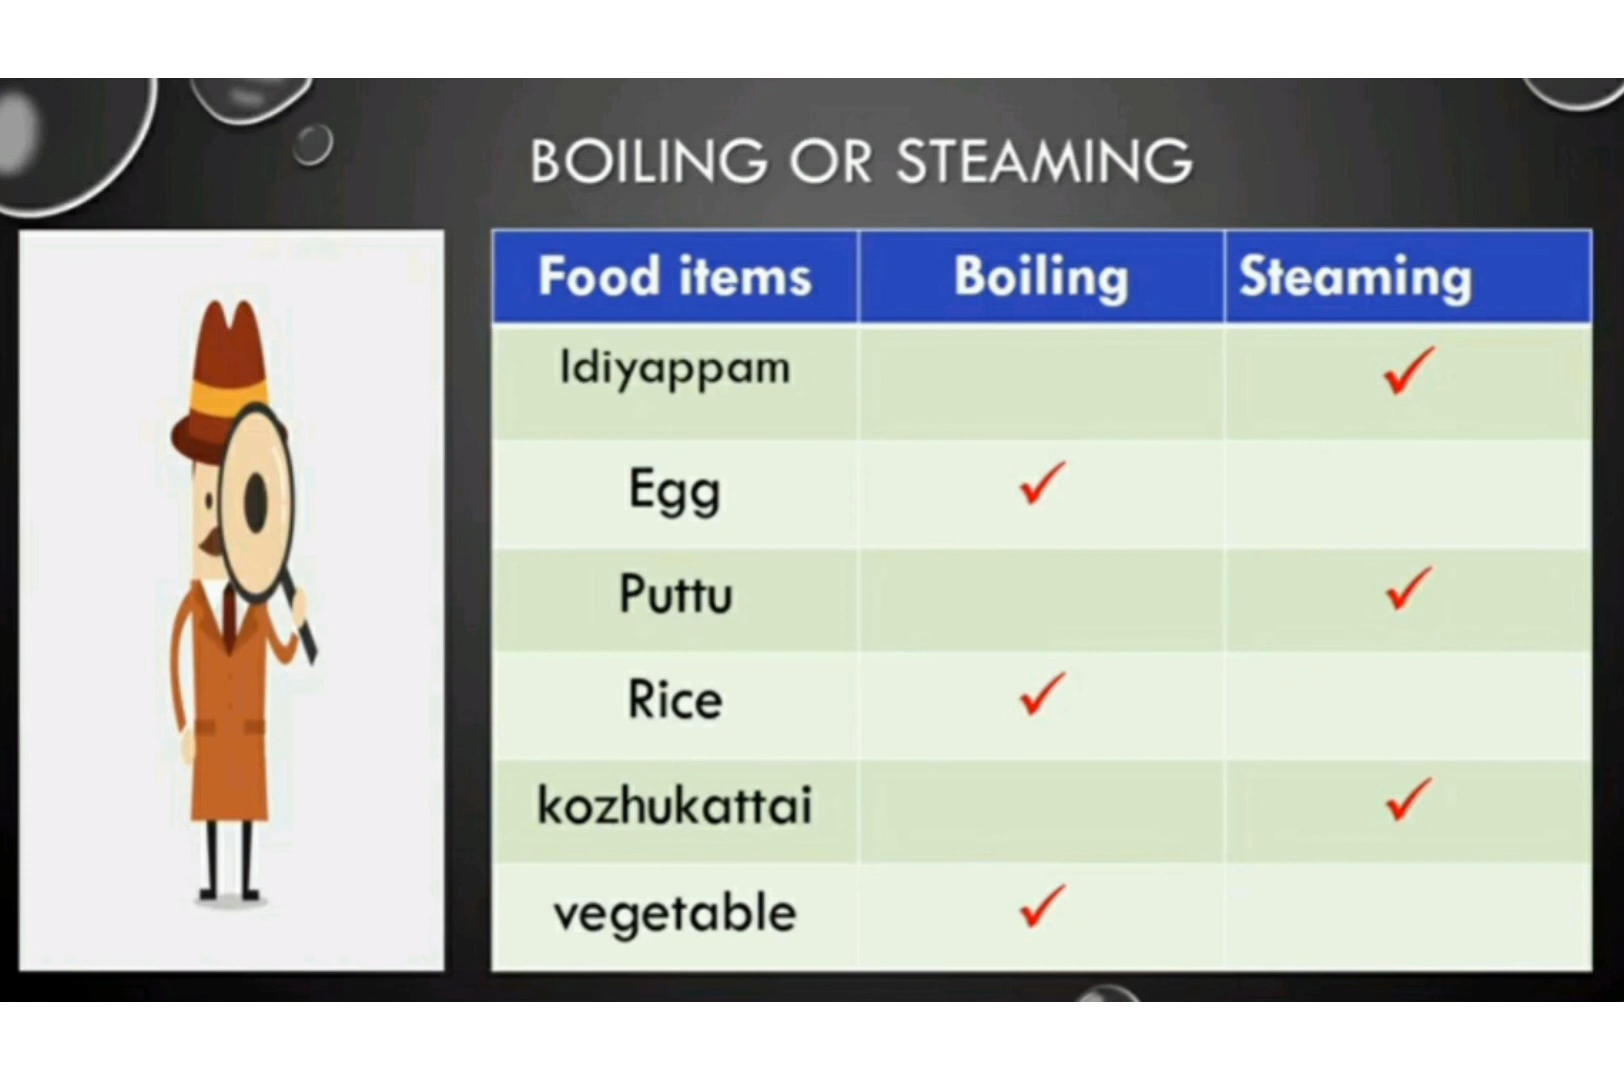 BOILING OR STEAMING
Food items Boiling Steaming
Idiyappam ✓
Egg ✓
Puttu ✓
Rice ✓
kozhukattai ✓
vegetable ✓